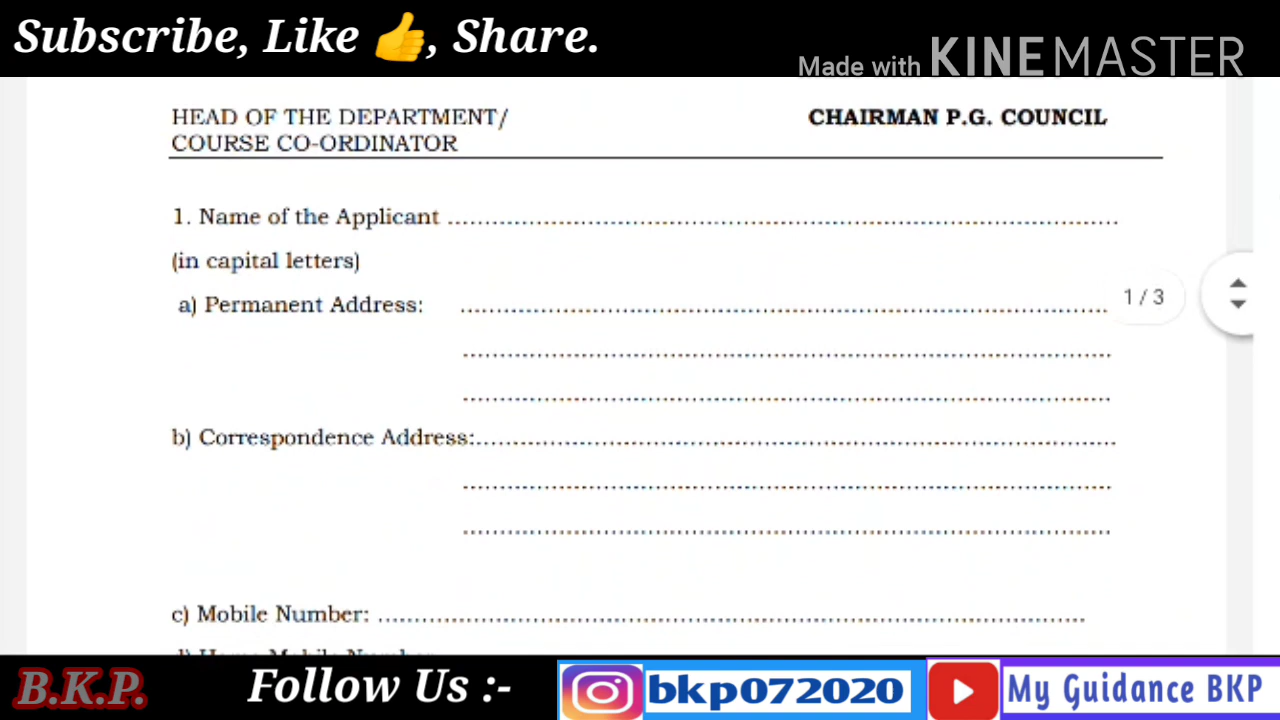 Subscribe, Like 👍, Share.
Made with KINEMASTER
HEAD OF THE DEPARTMENT/ CHAIRMAN P.G. COUNCIL
COURSE CO-ORDINATOR
1. Name of the Applicant ........................................................................
(in capital letters)
a) Permanent Address: ........................................................................
........................................................................
........................................................................
1 / 3
b) Correspondence Address:........................................................................
........................................................................
........................................................................
c) Mobile Number: ........................................................................
B.K.P. Follow Us :- bkp072020 My Guidance BKP